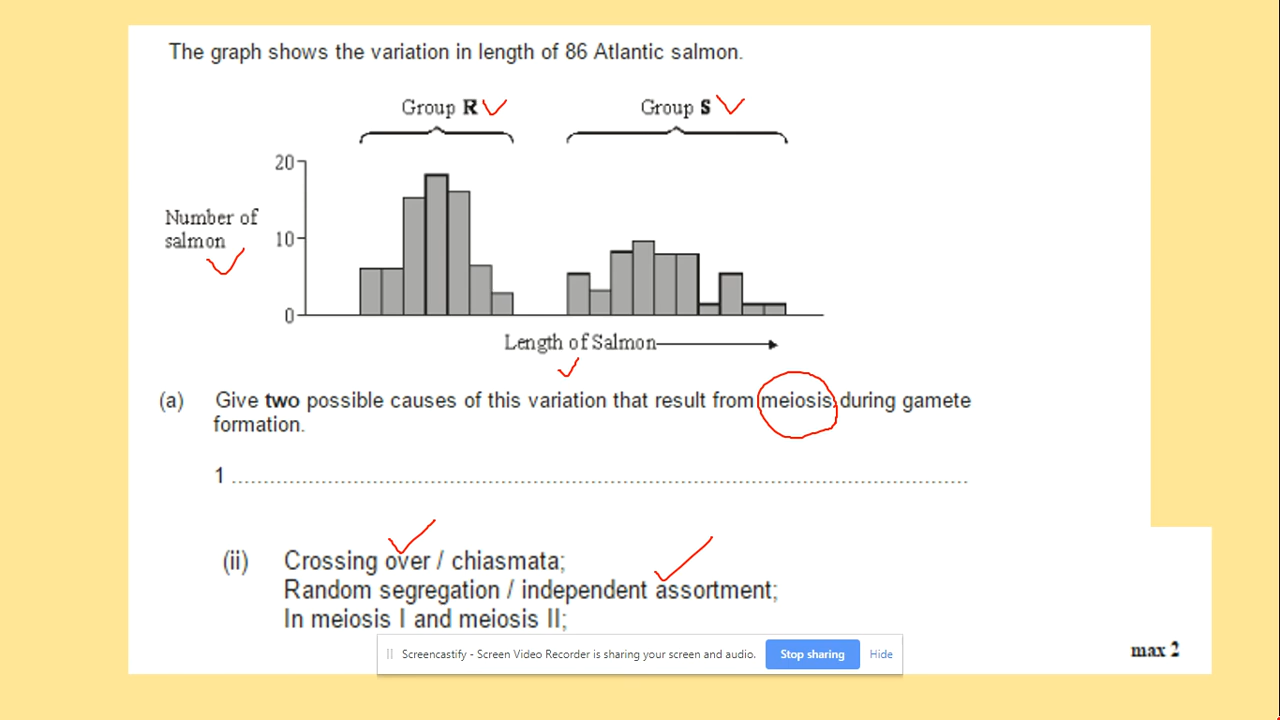 The graph shows the variation in length of 86 Atlantic salmon.
Group R
Group S
20
Number of
salmon
10
0
Length of Salmon
(a) Give two possible causes of this variation that result from meiosis during gamete
formation.
1 ........................................................................................................................
(ii) Crossing over / chiasmata;
Random segregation / independent assortment;
In meiosis I and meiosis II;
Screencastify - Screen Video Recorder is sharing your screen and audio. Stop sharing Hide
max 2